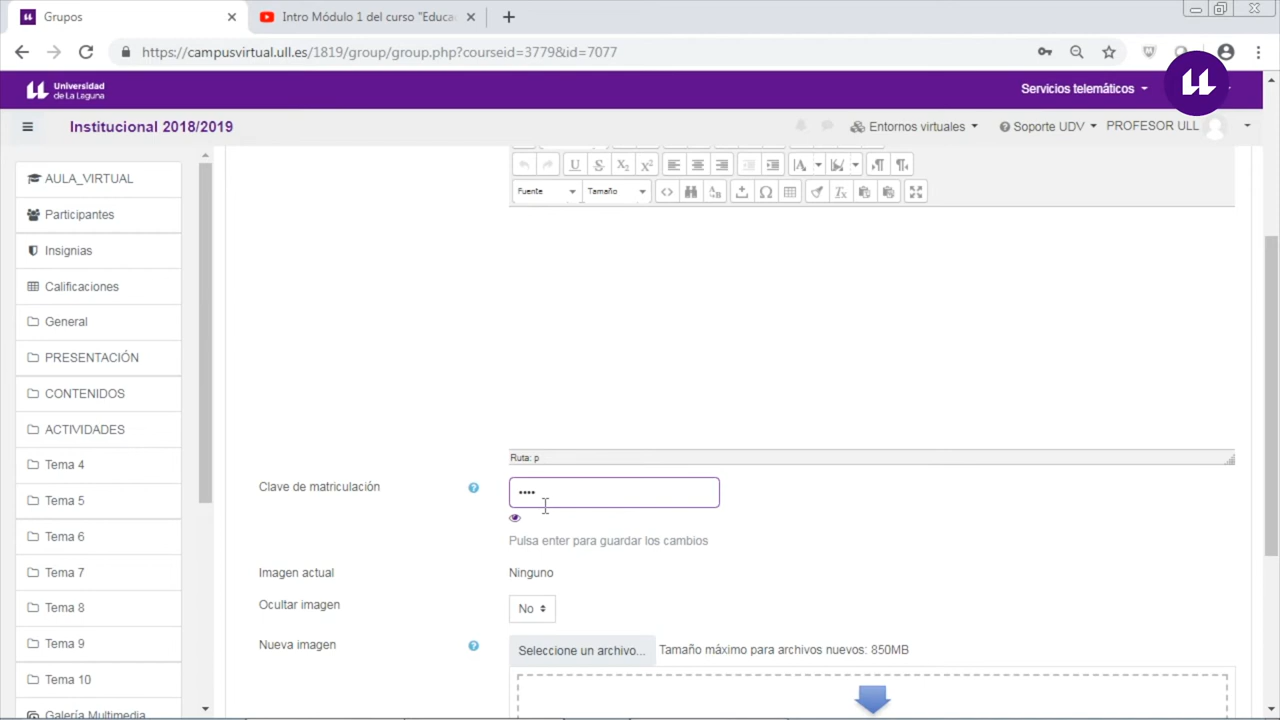 Grupos
Intro Módulo 1 del curso "Educa
https://campusvirtual.ull.es/1819/group/group.php?courseid=3779&id=7077
Universidad
de La Laguna
Servicios telemáticos
Institucional 2018/2019
Entornos virtuales
Soporte UDV
PROFESOR ULL
AULA_VIRTUAL
Participantes
Insignias
Calificaciones
General
PRESENTACIÓN
CONTENIDOS
ACTIVIDADES
Tema 4
Tema 5
Tema 6
Tema 7
Tema 8
Tema 9
Tema 10
Galería Multimedia
Fuente
Tamaño
Ruta: p
Clave de matriculación
••••
Pulsa enter para guardar los cambios
Imagen actual
Ninguno
Ocultar imagen
No
Nueva imagen
Seleccione un archivo...
Tamaño máximo para archivos nuevos: 850MB